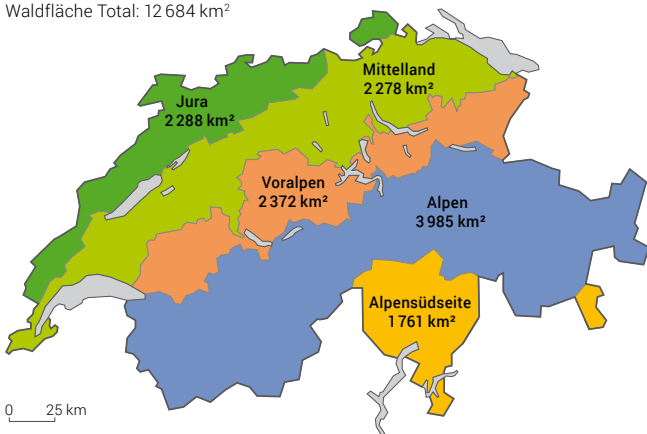 Waldfläche Total: 12 684 km²
Mittelland
2 278 km²
Jura
2 288 km²
Voralpen
2 372 km²
Alpen
3 985 km²
Alpensüdseite
1 761 km²
0 25 km